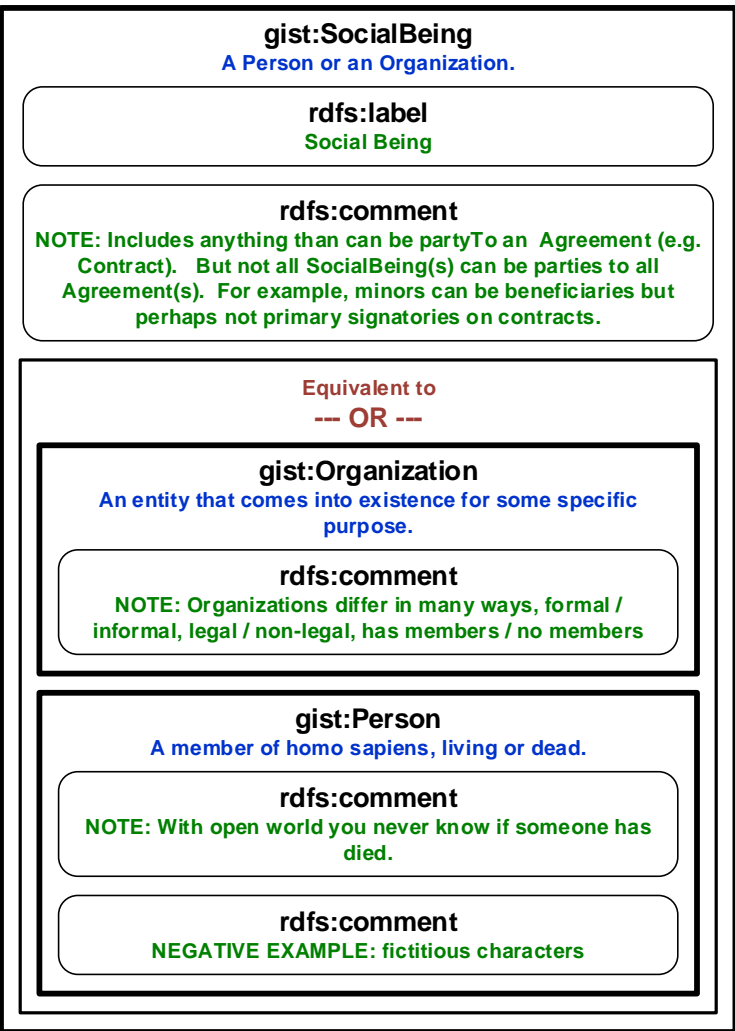 gist:SocialBeing
A Person or an Organization.
rdfs:label
Social Being
rdfs:comment
NOTE: Includes anything than can be partyTo an  Agreement (e.g.
Contract).   But not all SocialBeing(s) can be parties to all
Agreement(s).  For example, minors can be beneficiaries but
perhaps not primary signatories on contracts.
Equivalent to
--- OR ---
gist:Organization
An entity that comes into existence for some specific
purpose.
rdfs:comment
NOTE: Organizations differ in many ways, formal /
informal, legal / non-legal, has members / no members
gist:Person
A member of homo sapiens, living or dead.
rdfs:comment
NOTE: With open world you never know if someone has
died.
rdfs:comment
NEGATIVE EXAMPLE: fictitious characters